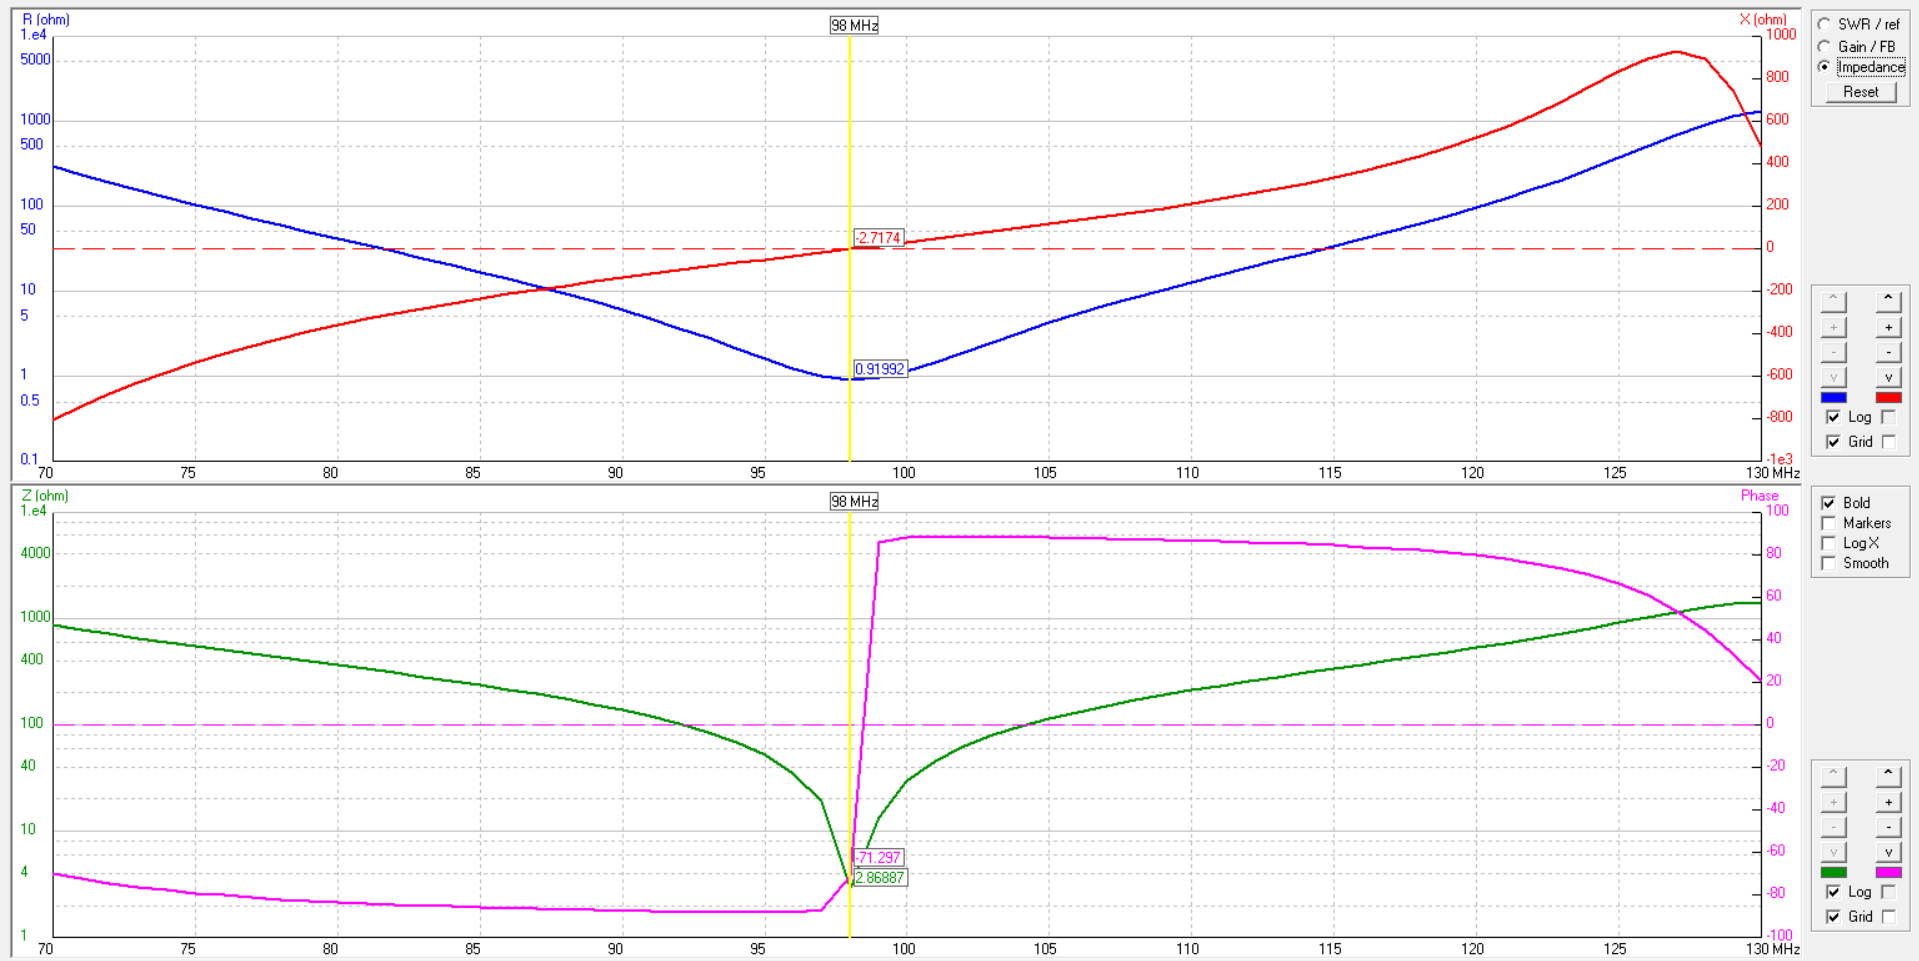 R (ohm)
98 MHz
X (ohm)
1.e4
5000
1000
500
100
50
10
5
1
0.5
0.1
1000
800
600
400
200
0
-200
-400
-600
-800
-1e3
-2.7174
0.91992
70
75
80
85
90
95
100
105
110
115
120
125
130 MHz
Z (ohm)
98 MHz
Phase
1.e4
4000
1000
400
100
40
10
4
1
100
80
60
40
20
0
-20
-40
-60
-80
-100
-71.297
2.86887
70
75
80
85
90
95
100
105
110
115
120
125
130 MHz
SWR / ref
Gain / FB
Impedance
Reset
^ ^
+ +
- -
v v
Log
Grid
Bold
Markers
Log X
Smooth
^ ^
+ +
- -
v v
Log
Grid